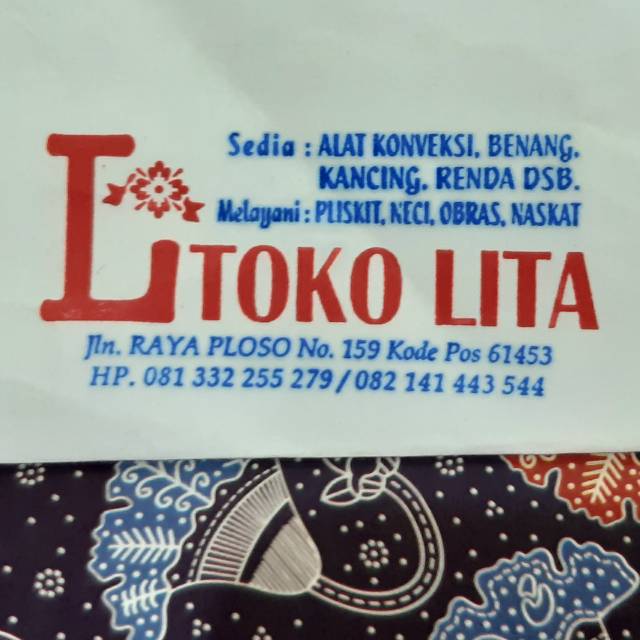 Sedia : ALAT KONVEKSI, BENANG,
KANCING, RENDA DSB.
Melayani : PLISKIT, NECI, OBRAS, NASKAT
L TOKO LITA
Jln. RAYA PLOSO No. 159 Kode Pos 61453
HP. 081 332 255 279 / 082 141 443 544